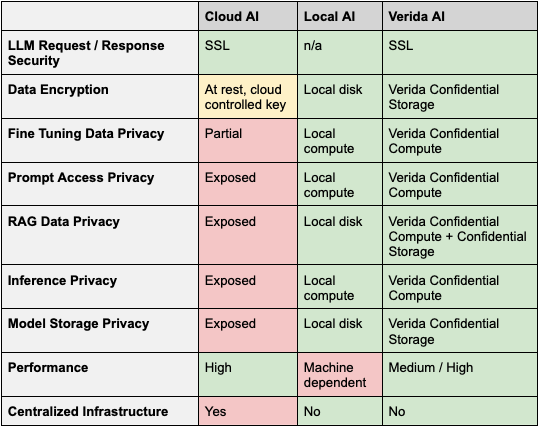 Cloud AI Local AI Verida AI
LLM Request / Response SSL n/a SSL
Security
Data Encryption At rest, cloud Local disk Verida Confidential
controlled key Storage
Fine Tuning Data Privacy Partial Local Verida Confidential
compute Compute
Prompt Access Privacy Exposed Local Verida Confidential
compute Compute
RAG Data Privacy Exposed Local disk Verida Confidential
Compute + Confidential
Storage
Inference Privacy Exposed Local Verida Confidential
compute Compute
Model Storage Privacy Exposed Local disk Verida Confidential
Storage
Performance High Machine Medium / High
dependent
Centralized Infrastructure Yes No No